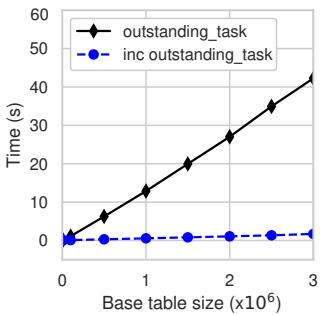 60
50
40
30
20
10
0
Time (s)
outstanding_task
inc outstanding_task
0 1 2 3
Base table size (x10⁶)